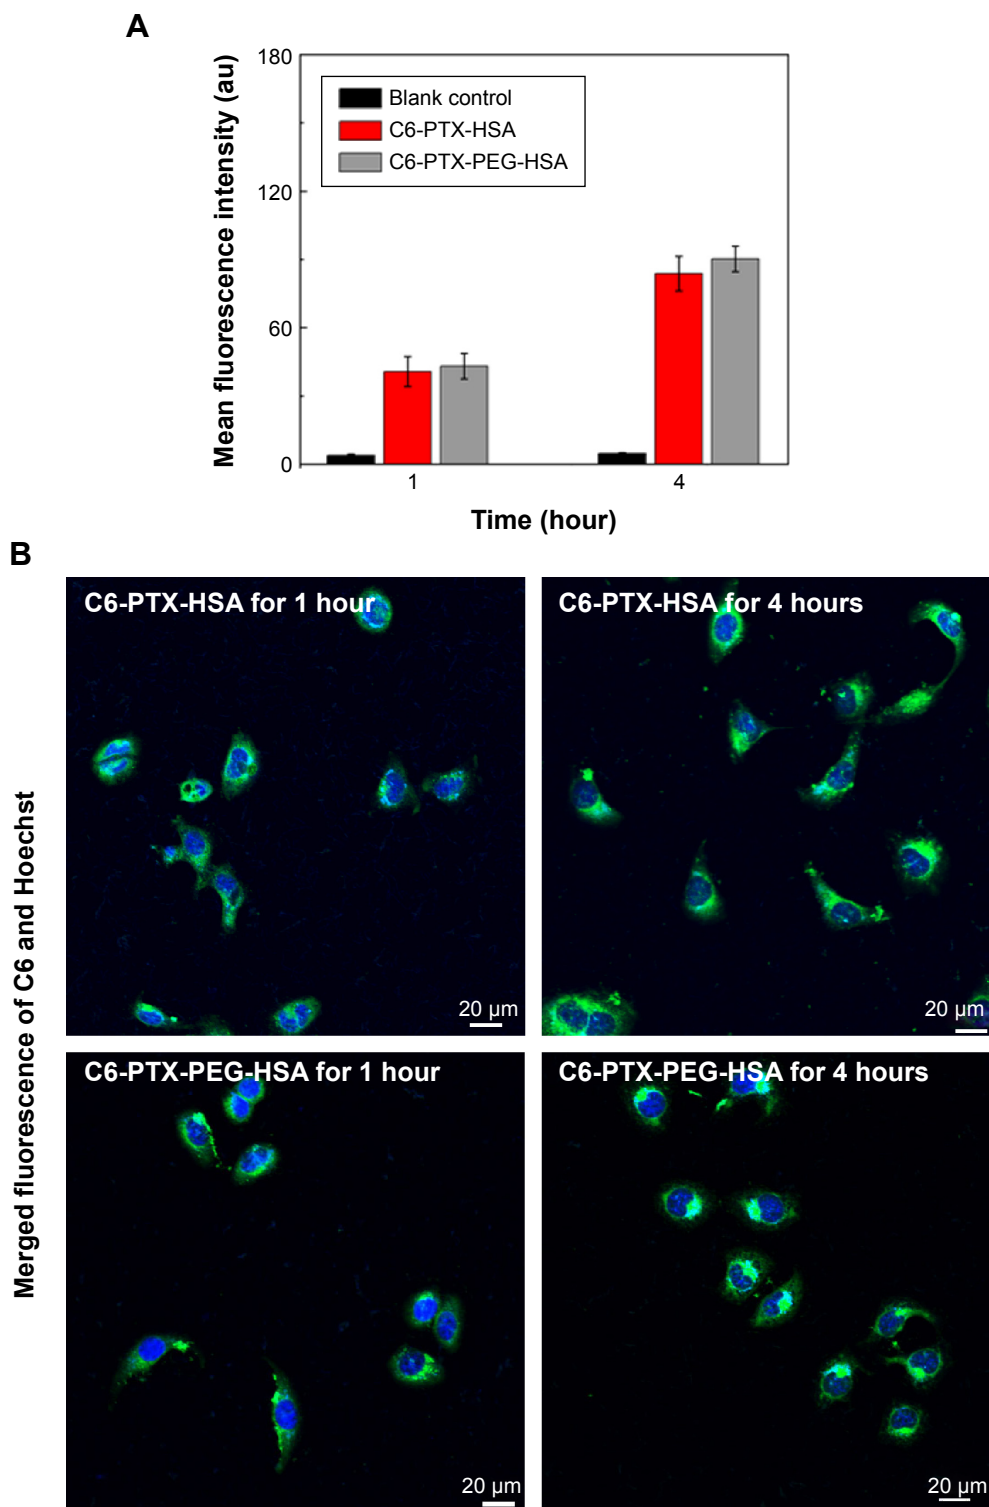 A
Mean fluorescence intensity (au)
180
120
60
0
Blank control
C6-PTX-HSA
C6-PTX-PEG-HSA
1
4
Time (hour)
B
Merged fluorescence of C6 and Hoechst
C6-PTX-HSA for 1 hour
20 µm
C6-PTX-HSA for 4 hours
20 µm
C6-PTX-PEG-HSA for 1 hour
20 µm
C6-PTX-PEG-HSA for 4 hours
20 µm